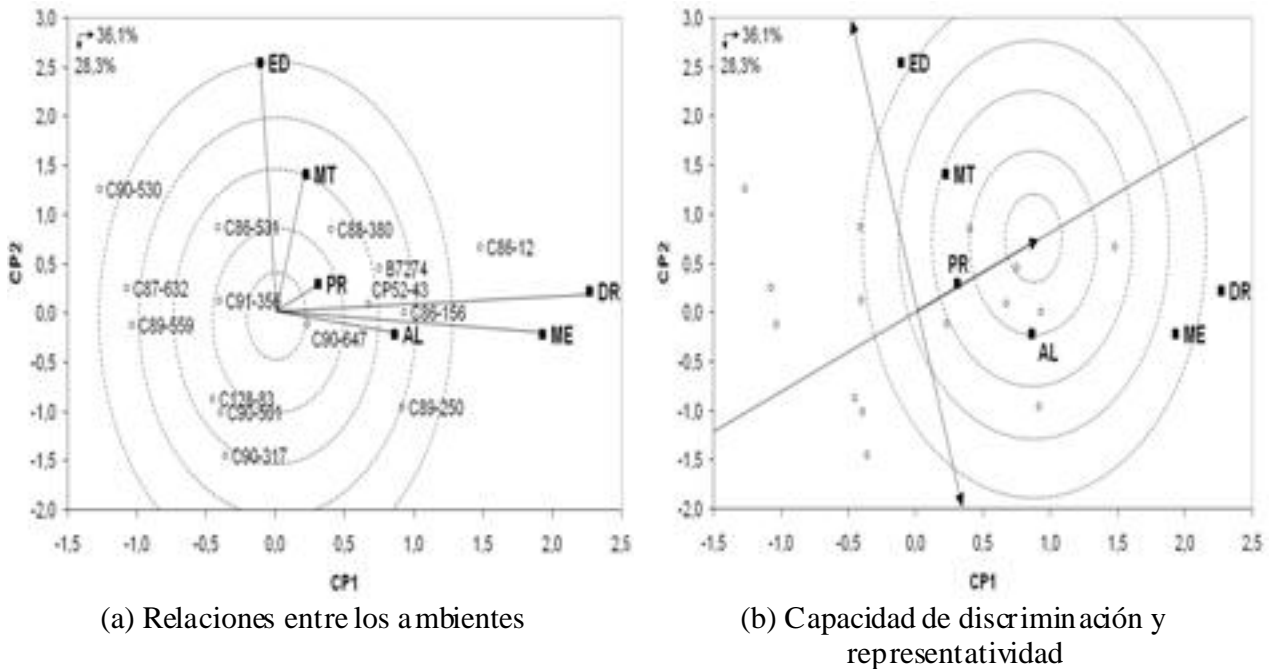 3,0
36,1%
28,3%
2,5
2,0
1,5
1,0
0,5
0,0
-0,5
-1,0
-1,5
-2,0
CP2
ED
MT
C90-530
C86-531
C88-380
C86-12
B7274
PR
C87-632
CP52-43
DR
C91-356
C86-156
C89-559
C90-647
AL
ME
C128-83
C90-501
C89-250
C90-317
-1,5 -1,0 -0,5 0,0 0,5 1,0 1,5 2,0 2,5
CP1
(a) Relaciones entre los ambientes
3,0
36,1%
28,3%
2,5
2,0
1,5
1,0
0,5
0,0
-0,5
-1,0
-1,5
-2,0
CP2
ED
MT
PR
DR
AL
ME
-1,5 -1,0 -0,5 0,0 0,5 1,0 1,5 2,0 2,5
CP1
(b) Capacidad de discriminación y
representatividad